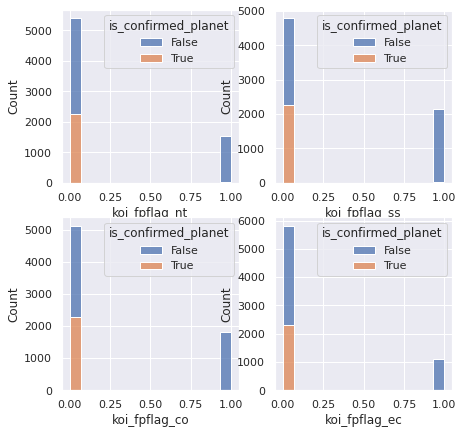 is_confirmed_planet
False
True
Count
5000
4000
3000
2000
1000
0
0.00 0.25 0.50 0.75 1.00
koi_fpflag_nt
is_confirmed_planet
False
True
Count
5000
4000
3000
2000
1000
0
0.00 0.25 0.50 0.75 1.00
koi_fpflag_ss
is_confirmed_planet
False
True
Count
5000
4000
3000
2000
1000
0
0.00 0.25 0.50 0.75 1.00
koi_fpflag_co
is_confirmed_planet
False
True
Count
6000
5000
4000
3000
2000
1000
0
0.00 0.25 0.50 0.75 1.00
koi_fpflag_ec